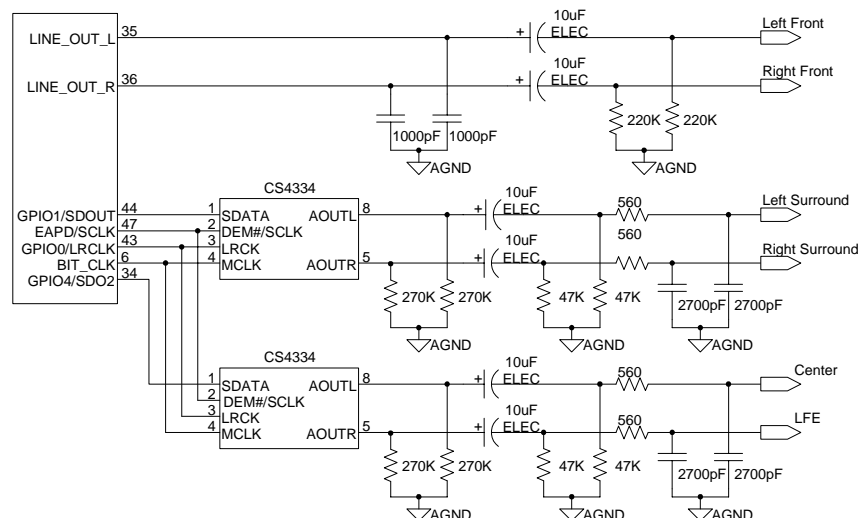 35
LINE_OUT_L
10uF
+
ELEC
Left Front
36
LINE_OUT_R
10uF
+
ELEC
Right Front
1000pF
1000pF
220K
220K
AGND
AGND
CS4334
GPIO1/SDOUT
44
1
SDATA
AOUTL
8
10uF
+
ELEC
560
Left Surround
EAPD/SCLK
47
2
DEM#/SCLK
GPIO0/LRCLK
43
3
LRCK
BIT_CLK
6
4
MCLK
AOUTR
5
10uF
+
ELEC
560
Right Surround
GPIO4/SDO2
34
270K
270K
47K
47K
2700pF
2700pF
AGND
AGND
AGND
CS4334
1
SDATA
AOUTL
8
10uF
+
ELEC
560
Center
2
DEM#/SCLK
3
LRCK
4
MCLK
AOUTR
5
10uF
+
ELEC
560
LFE
270K
270K
47K
47K
2700pF
2700pF
AGND
AGND
AGND